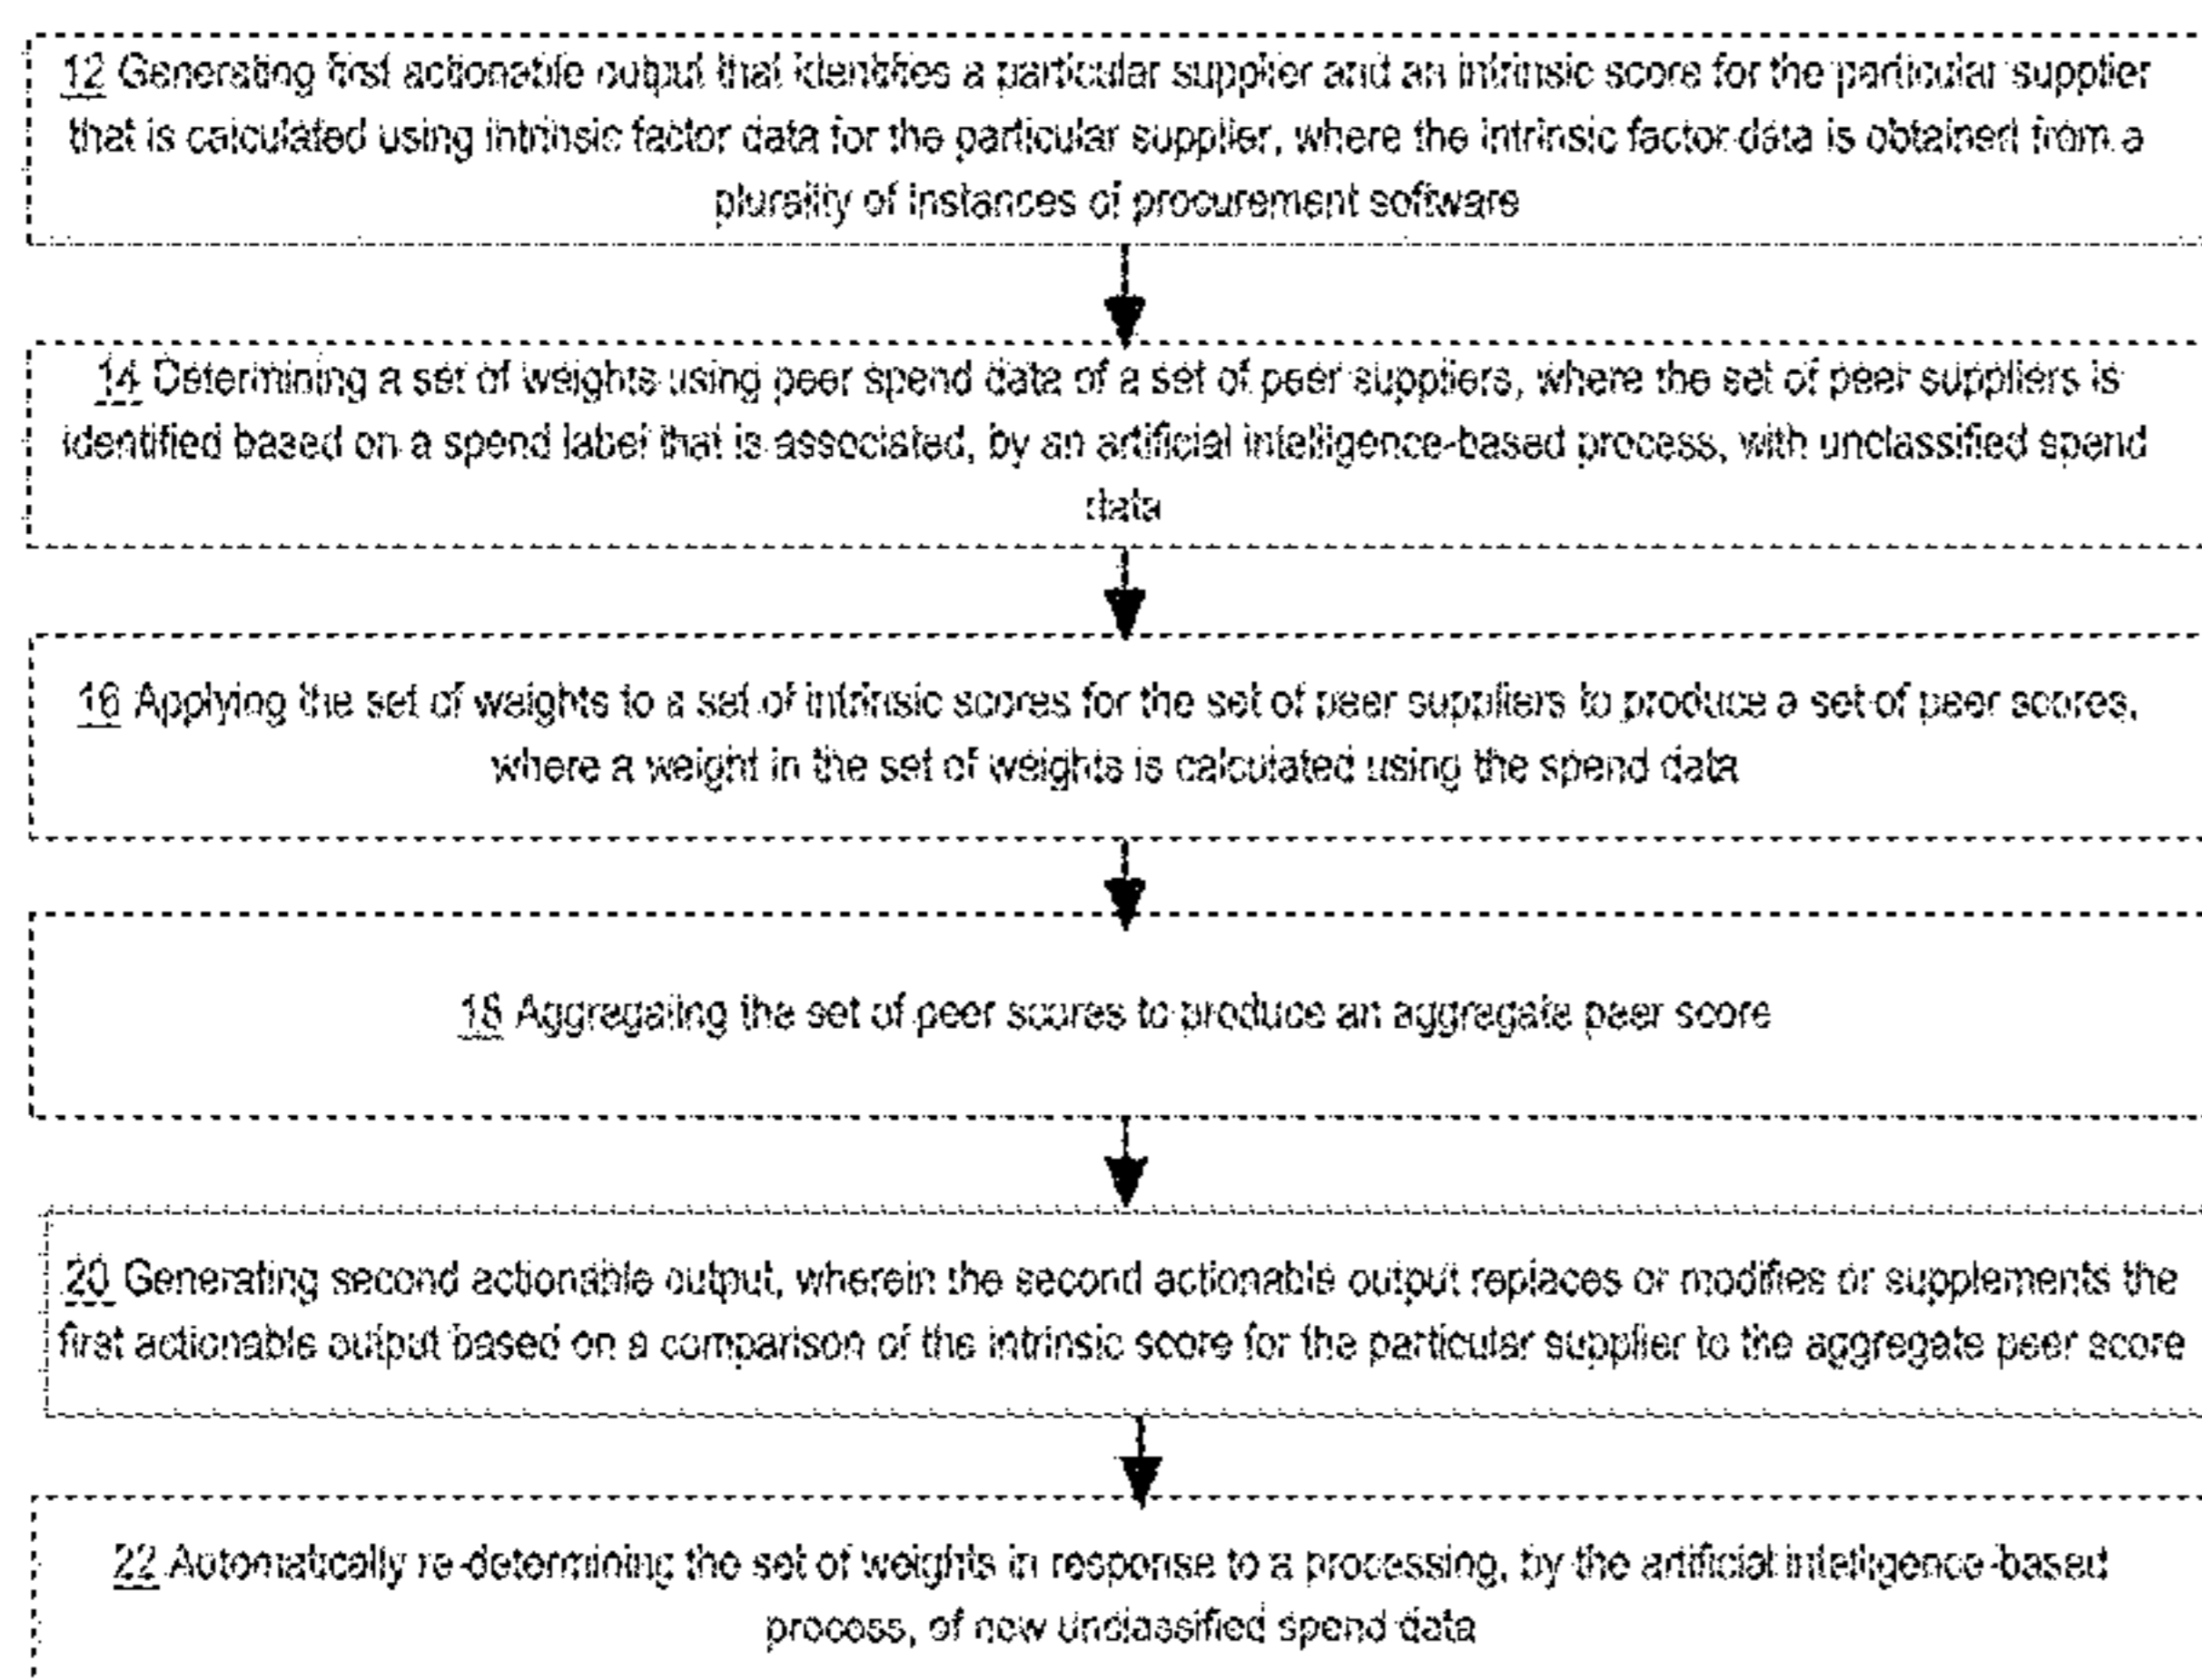 12 Generating first actionable output that identifies a particular supplier and an intrinsic score for the particular supplier
that is calculated using intrinsic factor data for the particular supplier, where the intrinsic factor data is obtained from a
plurality of instances of procurement software
14 Determining a set of weights using peer spend data of a set of peer suppliers, where the set of peer suppliers is
identified based on a spend label that is associated, by an artificial intelligence-based process, with unclassified spend
data
16 Applying the set of weights to a set of intrinsic scores for the set of peer suppliers to produce a set of peer scores,
where a weight in the set of weights is calculated using the spend data
18 Aggregating the set of peer scores to produce an aggregate peer score
20 Generating second actionable output, wherein the second actionable output replaces or modifies or supplements the
first actionable output based on a comparison of the intrinsic score for the particular supplier to the aggregate peer score
22 Automatically re-determining the set of weights in response to a processing, by the artificial intelligence-based
process, of new unclassified spend data